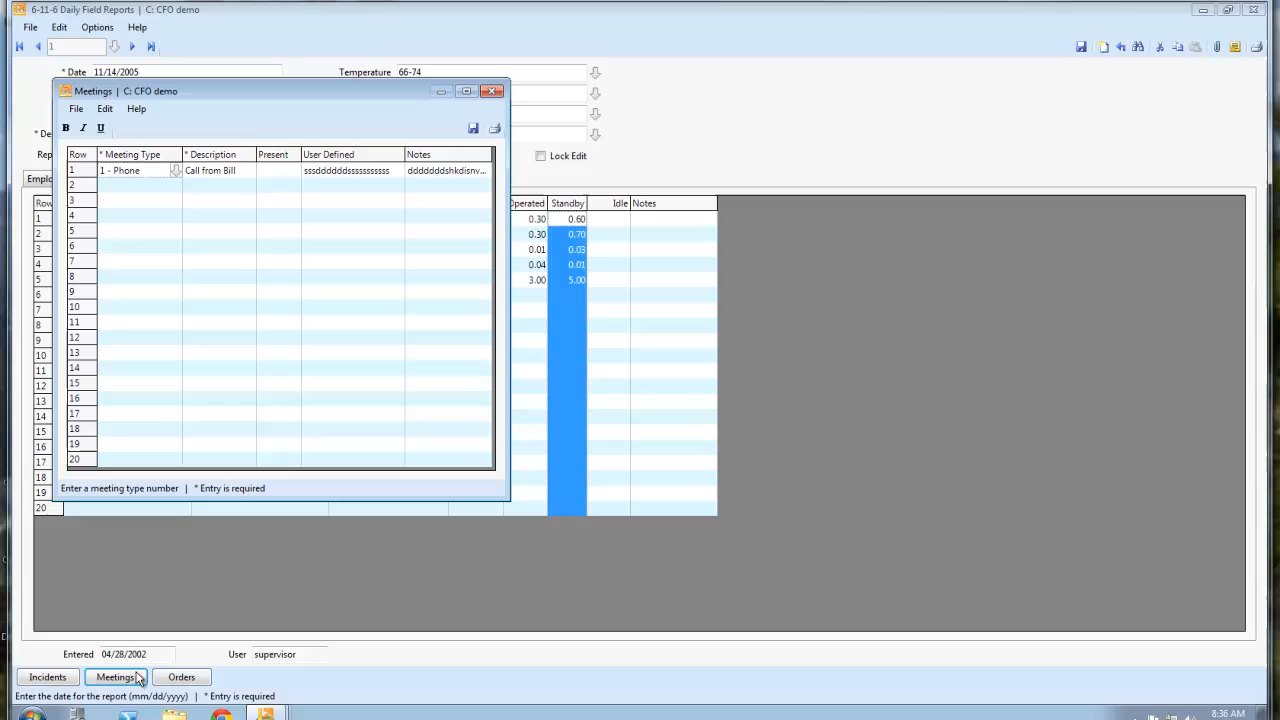 6-11-6 Daily Field Reports | C: CFO demo
File Edit Options Help
1
* Date 11/14/2005 Temperature 66-74
Meetings | C: CFO demo
File Edit Help
* De
B I U
Rep Lock Edit
Row * Meeting Type * Description Present User Defined Notes
1 1 - Phone Call from Bill sssdddddddsssssssssss dddddddshkdisnv...
2
3
4
5
6
7
8
9
10
11
12
13
14
15
16
17
18
19
20
Enter a meeting type number | * Entry is required
Emplo
Row Operated Standby Idle Notes
1 0.30 0.60
2 0.30 0.70
3 0.01 0.03
4 0.04 0.01
5 3.00 5.00
6
7
8
9
10
11
12
13
14
15
16
17
18
19
20
Entered 04/28/2002 User supervisor
Incidents Meetings Orders
Enter the date for the report (mm/dd/yyyy) | * Entry is required
8:36 AM